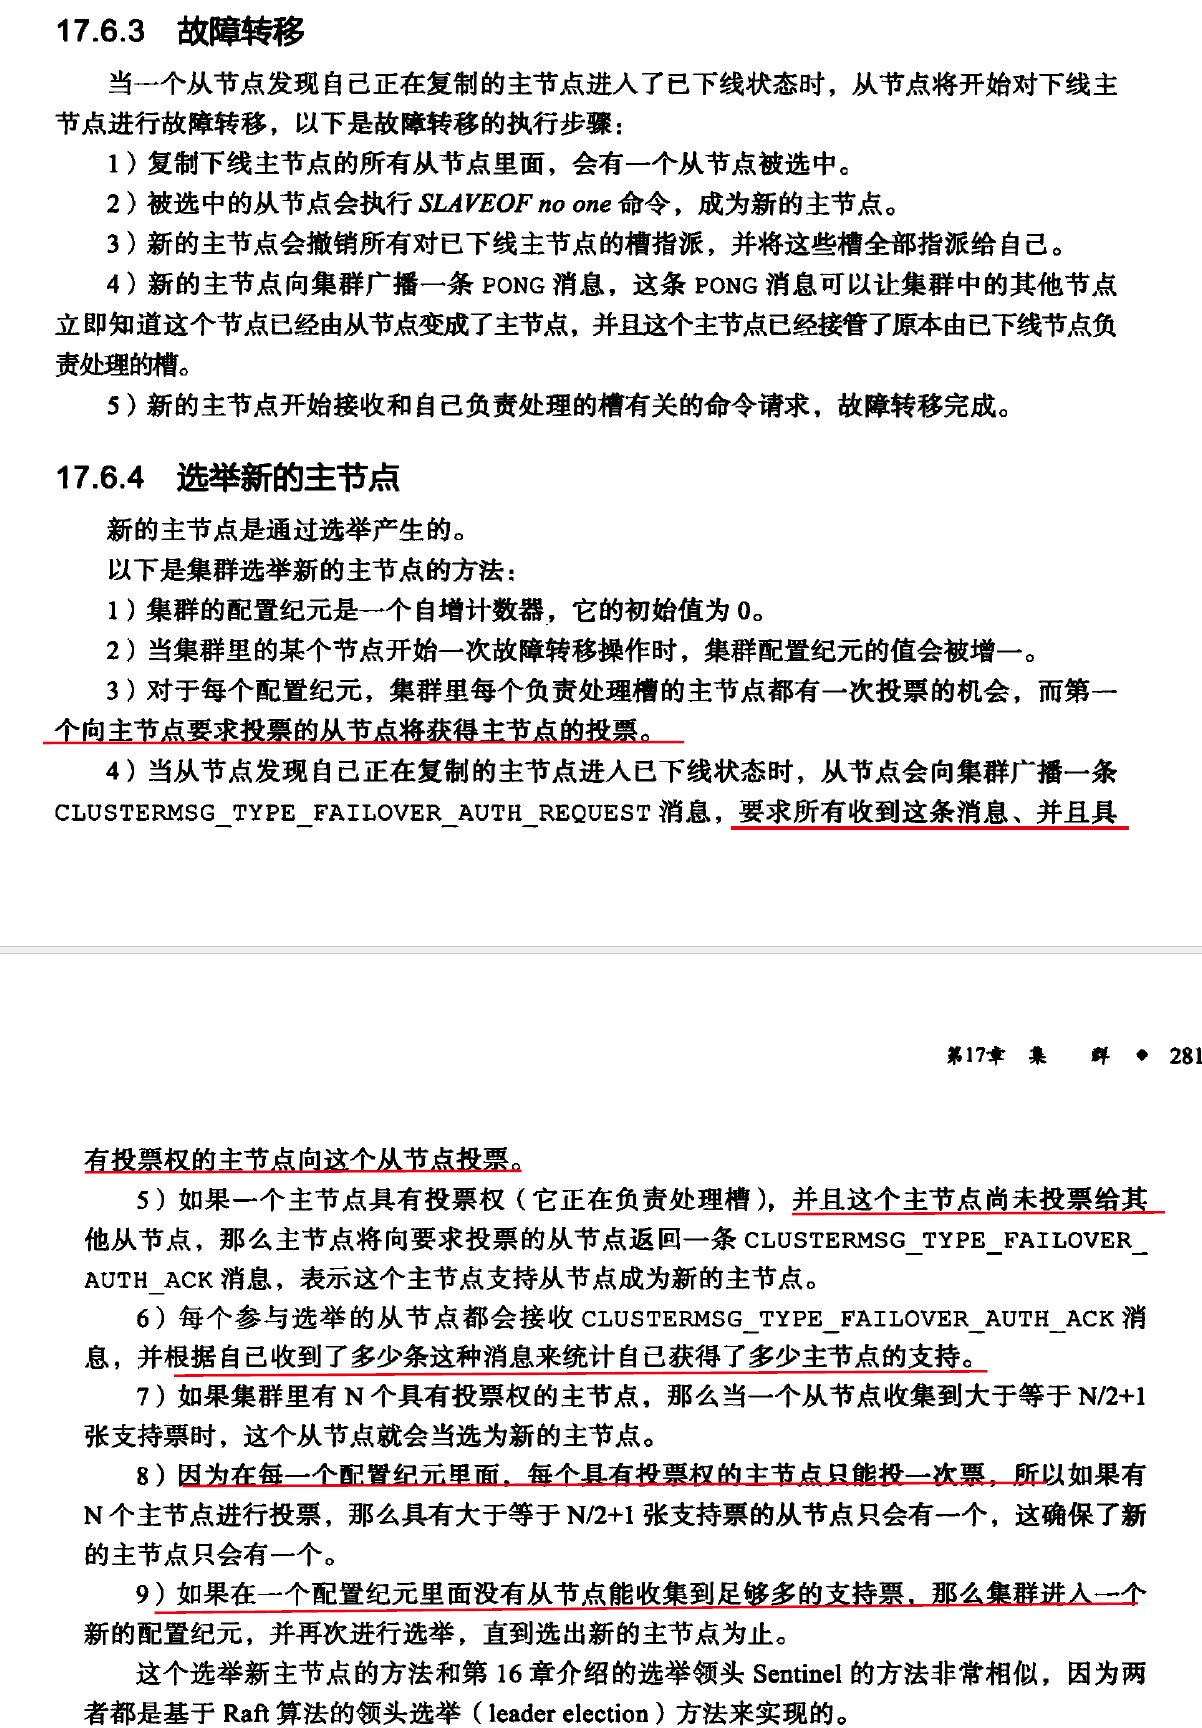 17.6.3 故障转移
当一个从节点发现自己正在复制的主节点进入了已下线状态时，从节点将开始对下线主
节点进行故障转移，以下是故障转移的执行步骤：
1）复制下线主节点的所有从节点里面，会有一个从节点被选中。
2）被选中的从节点会执行 SLAVEOF no one 命令，成为新的主节点。
3）新的主节点会撤销所有对已下线主节点的槽指派，并将这些槽全部指派给自己。
4）新的主节点向集群广播一条 PONG 消息，这条 PONG 消息可以让集群中的其他节点
立即知道这个节点已经由从节点变成了主节点，并且这个主节点已经接管了原本由已下线节点负
责处理的槽。
5）新的主节点开始接收和自己负责处理的槽有关的命令请求，故障转移完成。
17.6.4 选举新的主节点
新的主节点是通过选举产生的。
以下是集群选举新的主节点的方法：
1）集群的配置纪元是一个自增计数器，它的初始值为 0。
2）当集群里的某个节点开始一次故障转移操作时，集群配置纪元的值会被增一。
3）对于每个配置纪元，集群里每个负责处理槽的主节点都有一次投票的机会，而第一
个向主节点要求投票的从节点将获得主节点的投票。
4）当从节点发现自己正在复制的主节点进入已下线状态时，从节点会向集群广播一条
CLUSTERMSG_TYPE_FAILOVER_AUTH_REQUEST 消息，要求所有收到这条消息、并且具
第17章 集 群 ◆ 281
有投票权的主节点向这个从节点投票。
5）如果一个主节点具有投票权（它正在负责处理槽），并且这个主节点尚未投票给其
他从节点，那么主节点将向要求投票的从节点返回一条 CLUSTERMSG_TYPE_FAILOVER_
AUTH_ACK 消息，表示这个主节点支持从节点成为新的主节点。
6）每个参与选举的从节点都会接收 CLUSTERMSG_TYPE_FAILOVER_AUTH_ACK 消
息，并根据自己收到了多少条这种消息来统计自己获得了多少主节点的支持。
7）如果集群里有 N 个具有投票权的主节点，那么当一个从节点收集到大于等于 N/2+1
张支持票时，这个从节点就会当选为新的主节点。
8）因为在每一个配置纪元里面，每个具有投票权的主节点只能投一次票，所以如果有
N 个主节点进行投票，那么具有大于等于 N/2+1 张支持票的从节点只会有一个，这确保了新
的主节点只会有一个。
9）如果在一个配置纪元里面没有从节点能收集到足够多的支持票，那么集群进入一个
新的配置纪元，并再次进行选举，直到选出新的主节点为止。
这个选举新主节点的方法和第 16 章介绍的选举领头 Sentinel 的方法非常相似，因为两
者都是基于 Raft 算法的领头选举（leader election）方法来实现的。